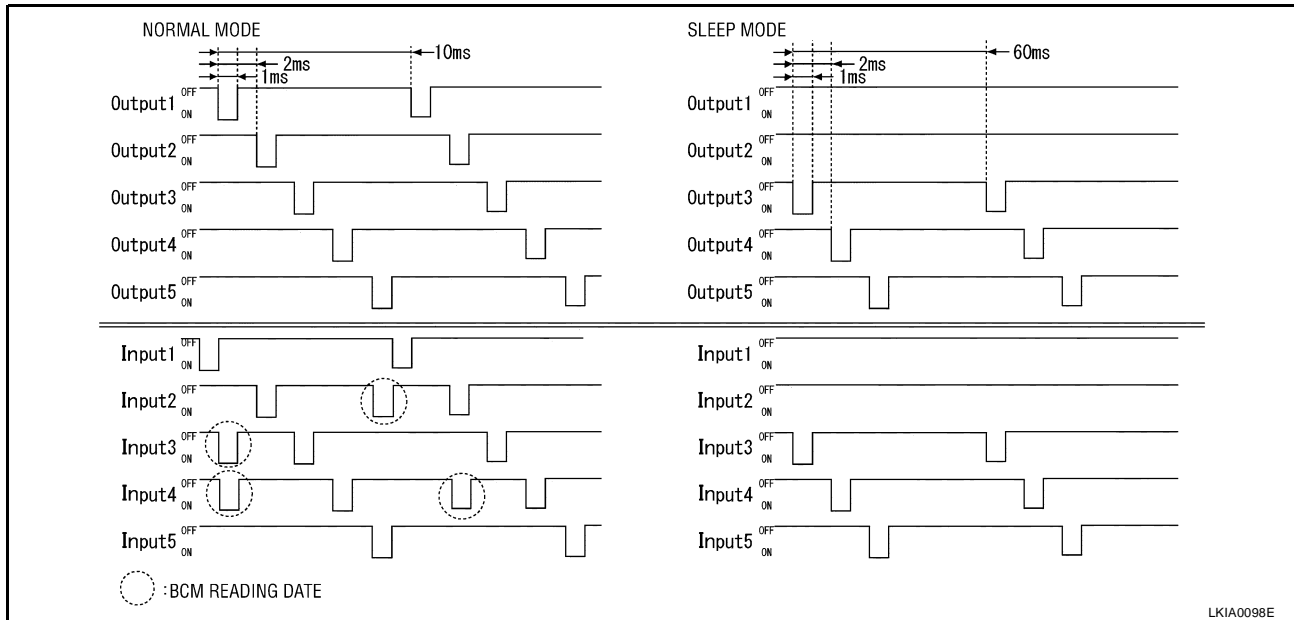 NORMAL MODE
10ms
2ms
1ms
Output1 OFF ON
Output2 OFF ON
Output3 OFF ON
Output4 OFF ON
Output5 OFF ON
Input1 OFF ON
Input2 OFF ON
Input3 OFF ON
Input4 OFF ON
Input5 OFF ON
:BCM READING DATE
SLEEP MODE
60ms
2ms
1ms
Output1 OFF ON
Output2 OFF ON
Output3 OFF ON
Output4 OFF ON
Output5 OFF ON
Input1 OFF ON
Input2 OFF ON
Input3 OFF ON
Input4 OFF ON
Input5 OFF ON
LKIA0098E